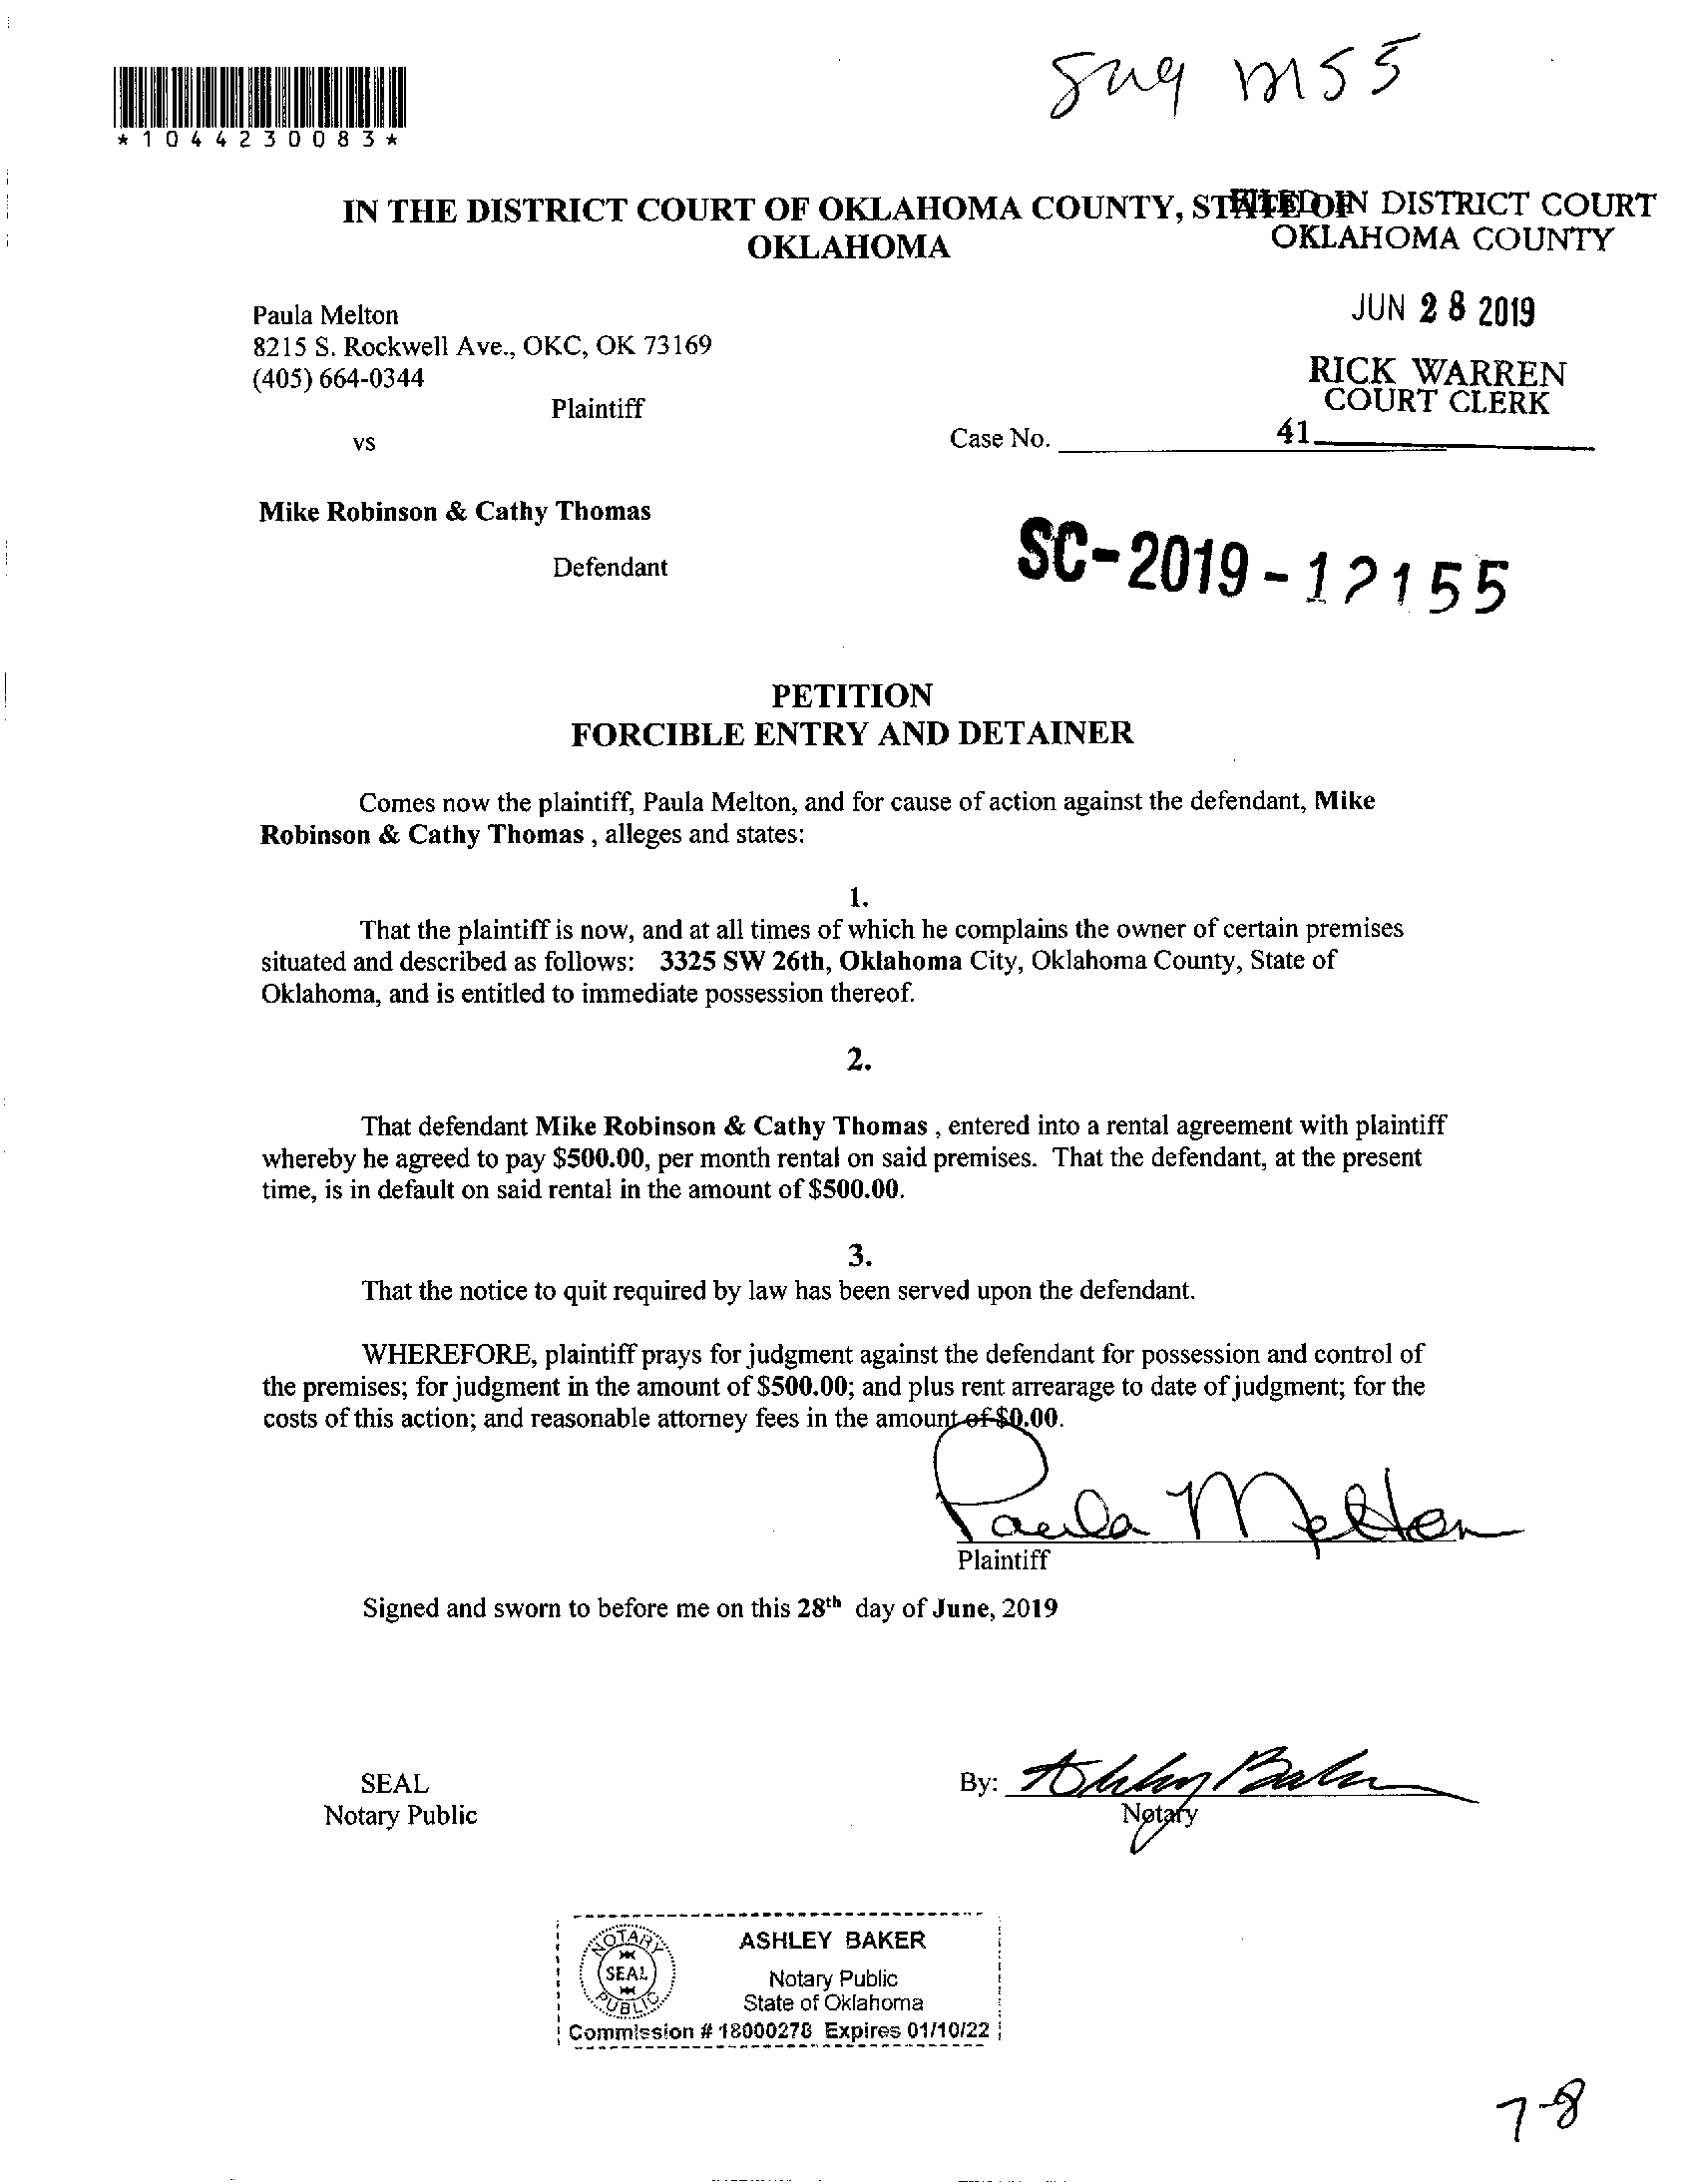 *1044230083*
IN THE DISTRICT COURT OF OKLAHOMA COUNTY, STATE OF
OKLAHOMA
FILED IN DISTRICT COURT
OKLAHOMA COUNTY
JUN 28 2019
RICK WARREN
COURT CLERK
41
Paula Melton
8215 S. Rockwell Ave., OKC, OK 73169
(405) 664-0344
Plaintiff
vs
Case No.
Mike Robinson & Cathy Thomas
Defendant
SC-2019-12155
PETITION
FORCIBLE ENTRY AND DETAINER
Comes now the plaintiff, Paula Melton, and for cause of action against the defendant, Mike
Robinson & Cathy Thomas , alleges and states:
1.
That the plaintiff is now, and at all times of which he complains the owner of certain premises
situated and described as follows: 3325 SW 26th, Oklahoma City, Oklahoma County, State of
Oklahoma, and is entitled to immediate possession thereof.
2.
That defendant Mike Robinson & Cathy Thomas , entered into a rental agreement with plaintiff
whereby he agreed to pay $500.00, per month rental on said premises. That the defendant, at the present
time, is in default on said rental in the amount of $500.00.
3.
That the notice to quit required by law has been served upon the defendant.
WHEREFORE, plaintiff prays for judgment against the defendant for possession and control of
the premises; for judgment in the amount of $500.00; and plus rent arrearage to date of judgment; for the
costs of this action; and reasonable attorney fees in the amount of $0.00.
Paula Melton
Plaintiff
Signed and sworn to before me on this 28th day of June, 2019
SEAL
Notary Public
By: Ashley Baker
Notary
NOTARY
SEAL
PUBLIC
ASHLEY BAKER
Notary Public
State of Oklahoma
Commission # 18000278 Expires 01/10/22
7-8